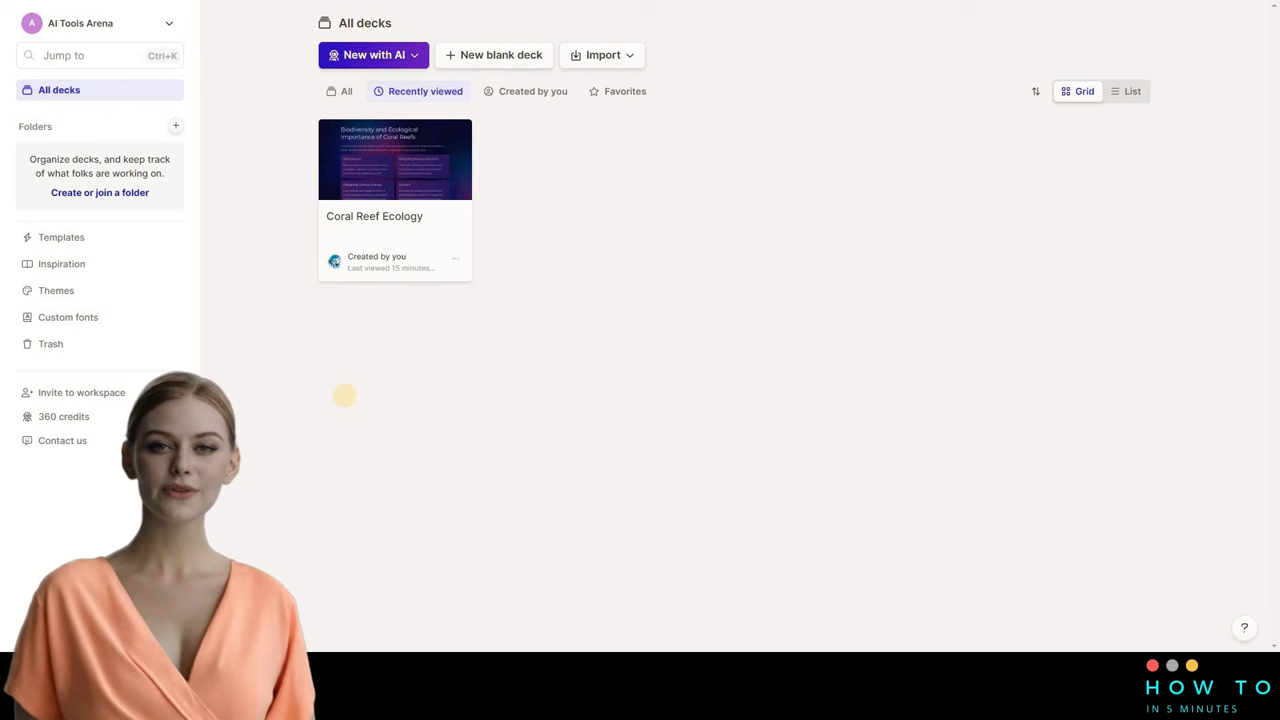 A AI Tools Arena
Jump to Ctrl+K
All decks
Folders
Organize decks, and keep track
of what folks are working on.
Create or join a folder
Templates
Inspiration
Themes
Custom fonts
Trash
Invite to workspace
360 credits
Contact us
All decks
New with AI
New blank deck
Import
All
Recently viewed
Created by you
Favorites
Grid
List
Biodiversity and Ecological
Importance of Coral Reefs
Coral Reef Ecology
Created by you
Last viewed 15 minutes...
...
?
HOW TO
IN 5 MINUTES